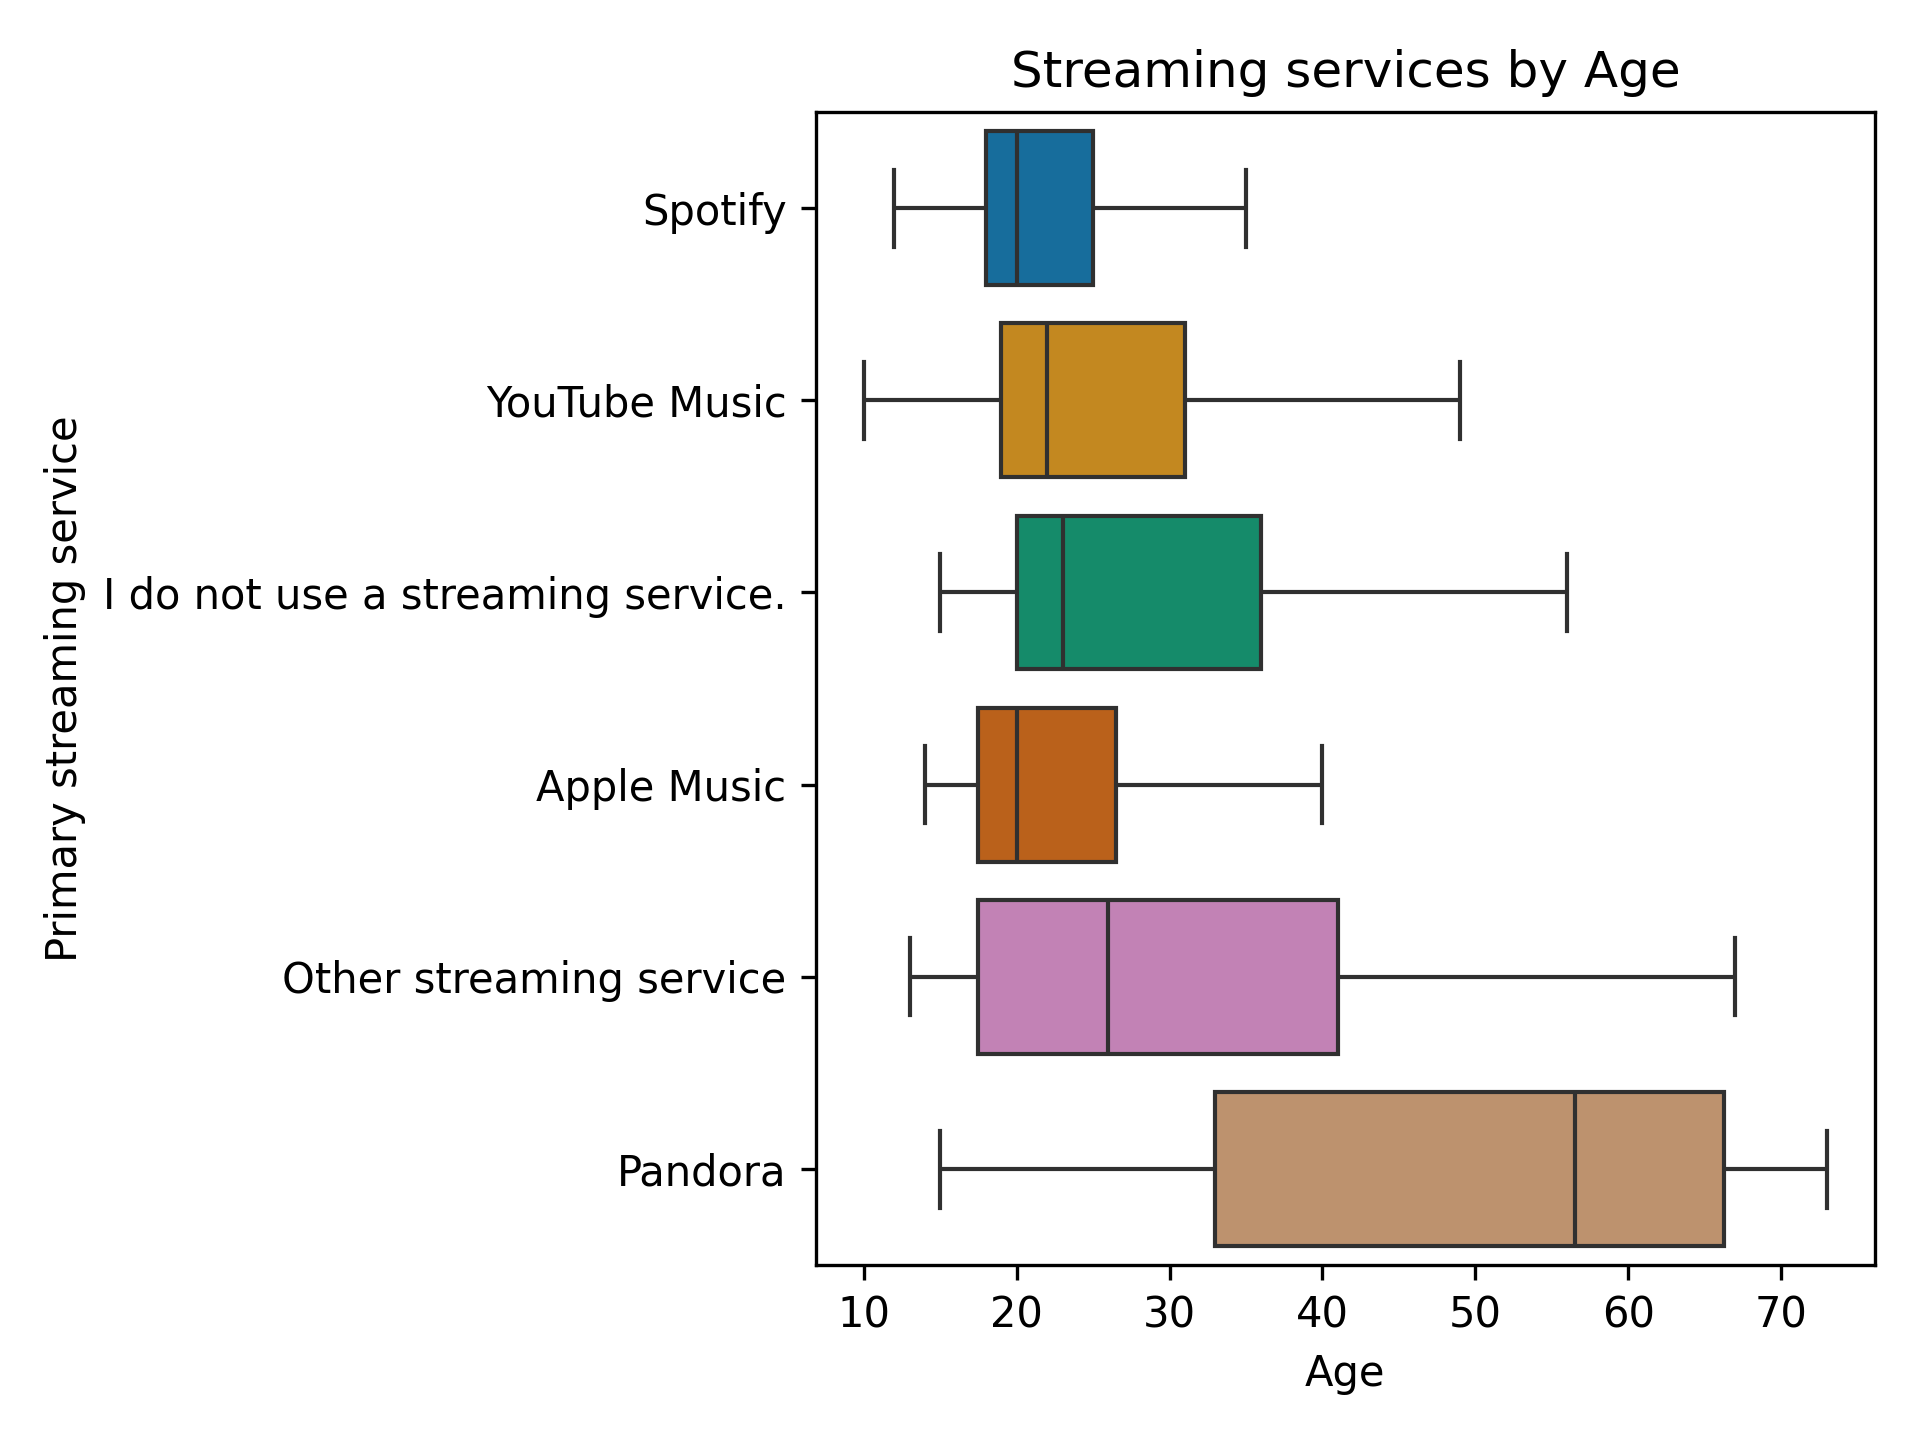 Streaming services by Age
Primary streaming service
Spotify
YouTube Music
I do not use a streaming service.
Apple Music
Other streaming service
Pandora
10 20 30 40 50 60 70
Age